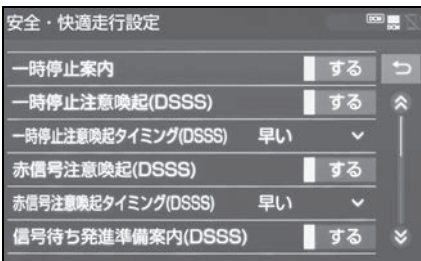 安全・快適走行設定
DCM
DCM
一時停止案内 する
一時停止注意喚起(DSSS) する
一時停止注意喚起タイミング(DSSS) 早い
赤信号注意喚起(DSSS) する
赤信号注意喚起タイミング(DSSS) 早い
信号待ち発進準備案内(DSSS) する